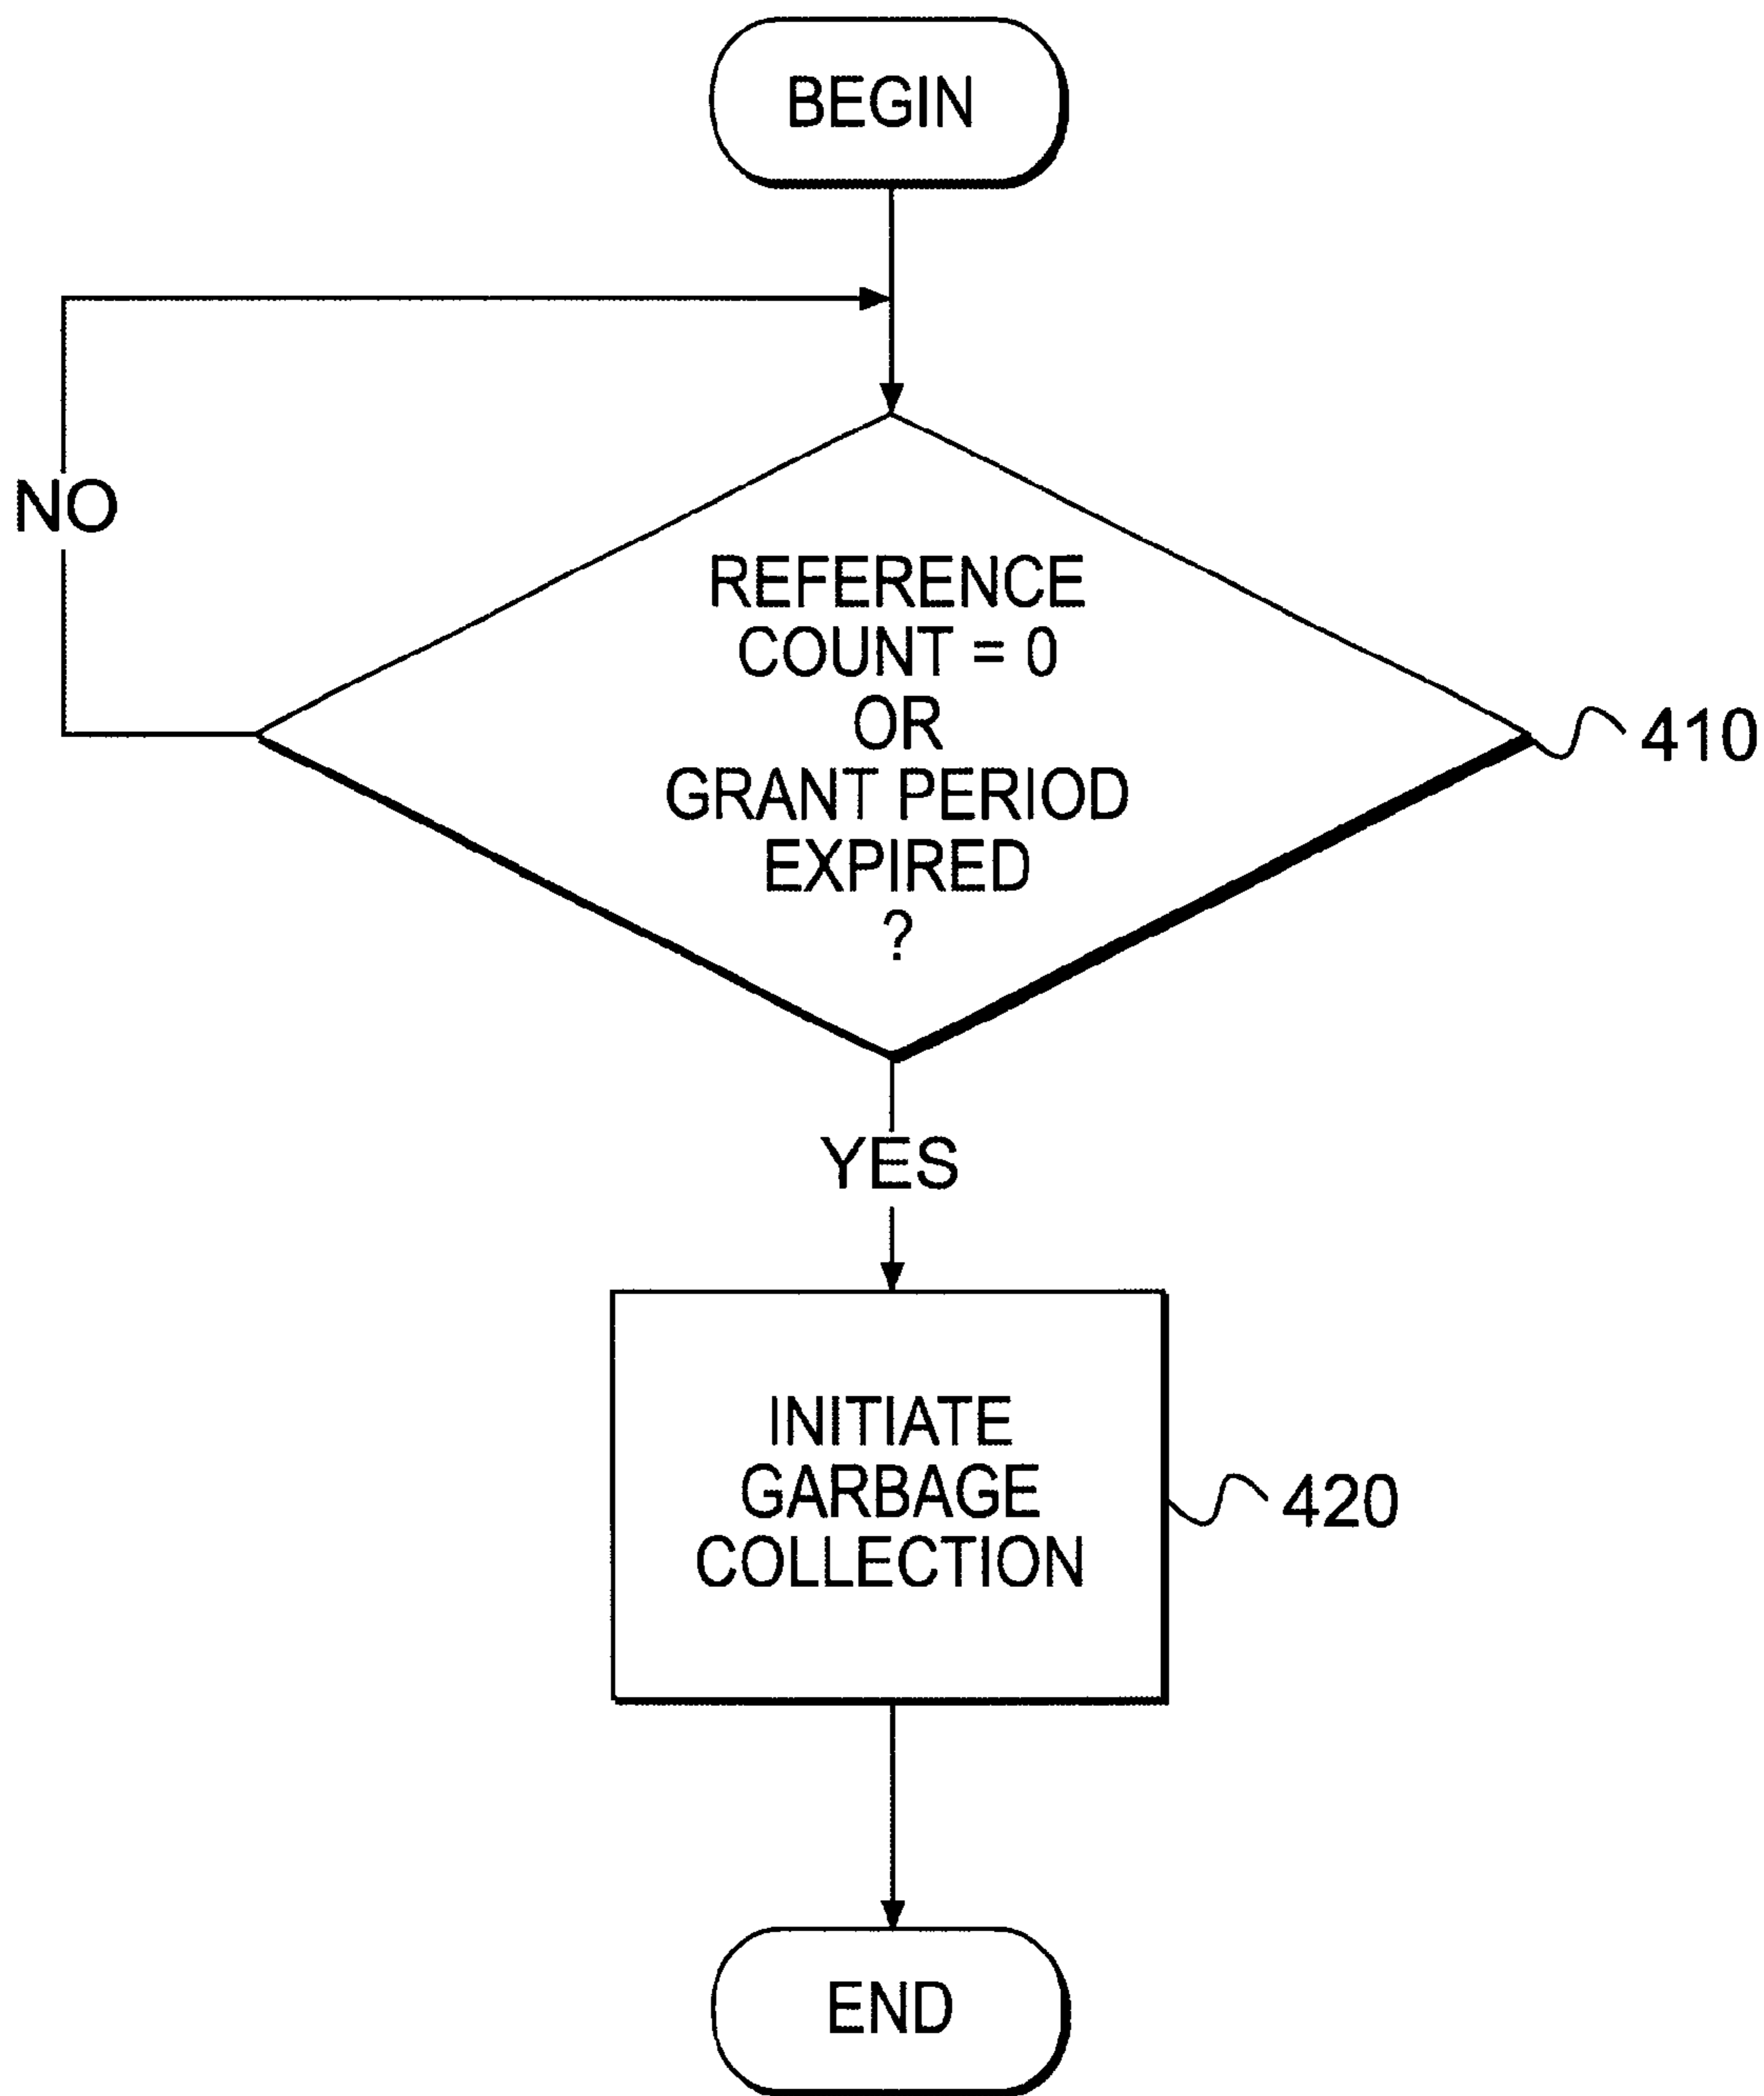 BEGIN
NO
REFERENCE
COUNT = 0
OR
GRANT PERIOD
EXPIRED
?
410
YES
INITIATE
GARBAGE
COLLECTION
420
END